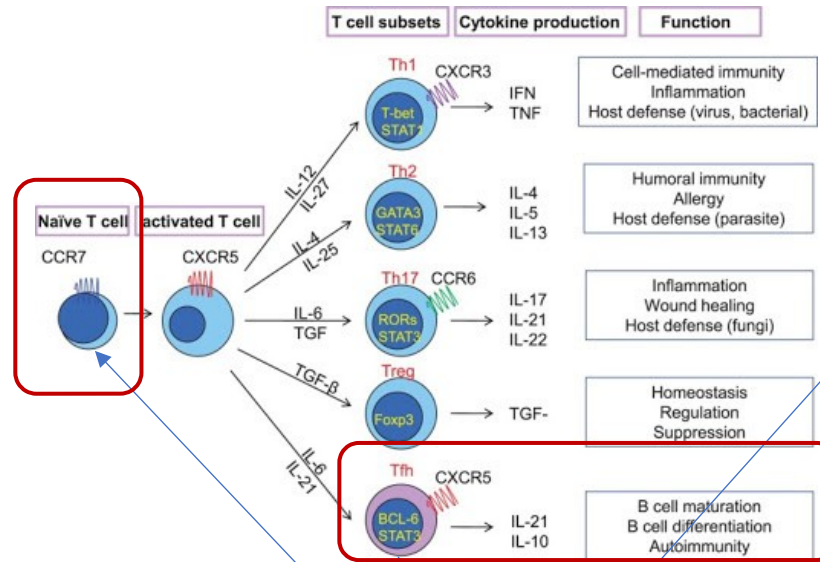 T cell subsets
Cytokine production
Function
Th1
CXCR3
T-bet
STAT1
IFN
TNF
Cell-mediated immunity
Inflammation
Host defense (virus, bacterial)
IL-12
IL-27
Th2
GATA3
STAT6
IL-4
IL-5
IL-13
Humoral immunity
Allergy
Host defense (parasite)
Naïve T cell
activated T cell
CCR7
CXCR5
IL-4
IL-25
Th17
CCR6
RORs
STAT3
IL-17
IL-21
IL-22
Inflammation
Wound healing
Host defense (fungi)
IL-6
TGF
Treg
TGF-β
Foxp3
TGF-
Homeostasis
Regulation
Suppression
IL-6
IL-21
Tfh
CXCR5
BCL-6
STAT3
IL-21
IL-10
B cell maturation
B cell differentiation
Autoimmunity